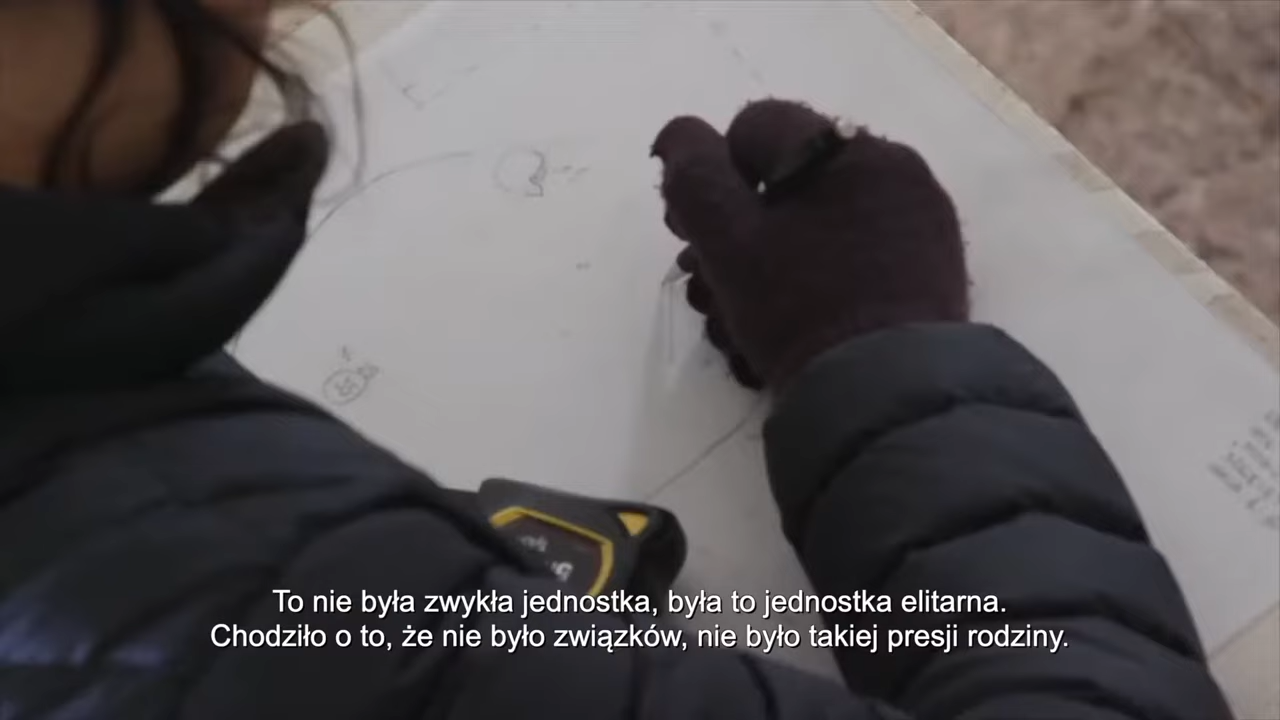 To nie była zwykła jednostka, była to jednostka elitarna.
Chodziło o to, że nie było związków, nie było takiej presji rodziny.